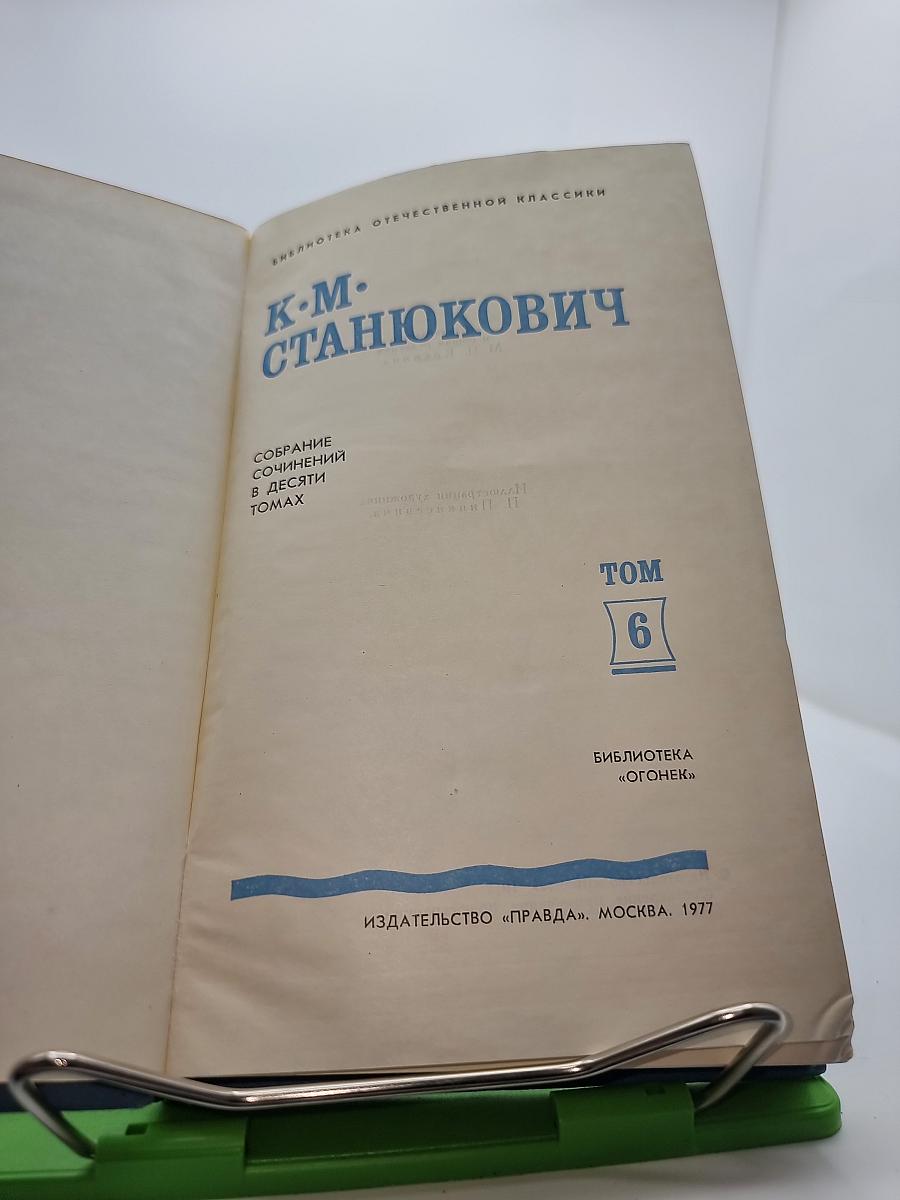 БИБЛИОТЕКА ОТЕЧЕСТВЕННОЙ КЛАССИКИ
К·М·
СТАНЮКОВИЧ
СОБРАНИЕ
СОЧИНЕНИЙ
В ДЕСЯТИ
ТОМАХ
ТОМ
6
БИБЛИОТЕКА
«ОГОНЕК»
ИЗДАТЕЛЬСТВО «ПРАВДА». МОСКВА. 1977